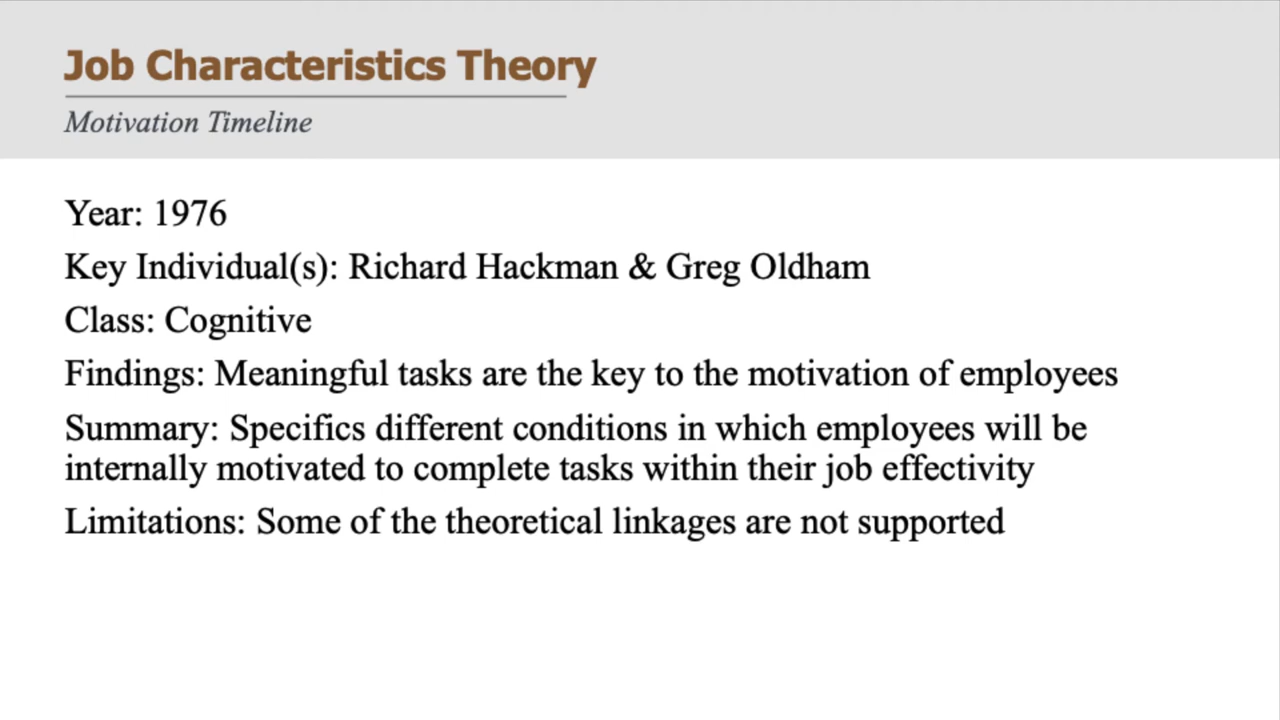 Job Characteristics Theory
Motivation Timeline
Year: 1976
Key Individual(s): Richard Hackman & Greg Oldham
Class: Cognitive
Findings: Meaningful tasks are the key to the motivation of employees
Summary: Specifics different conditions in which employees will be
internally motivated to complete tasks within their job effectivity
Limitations: Some of the theoretical linkages are not supported